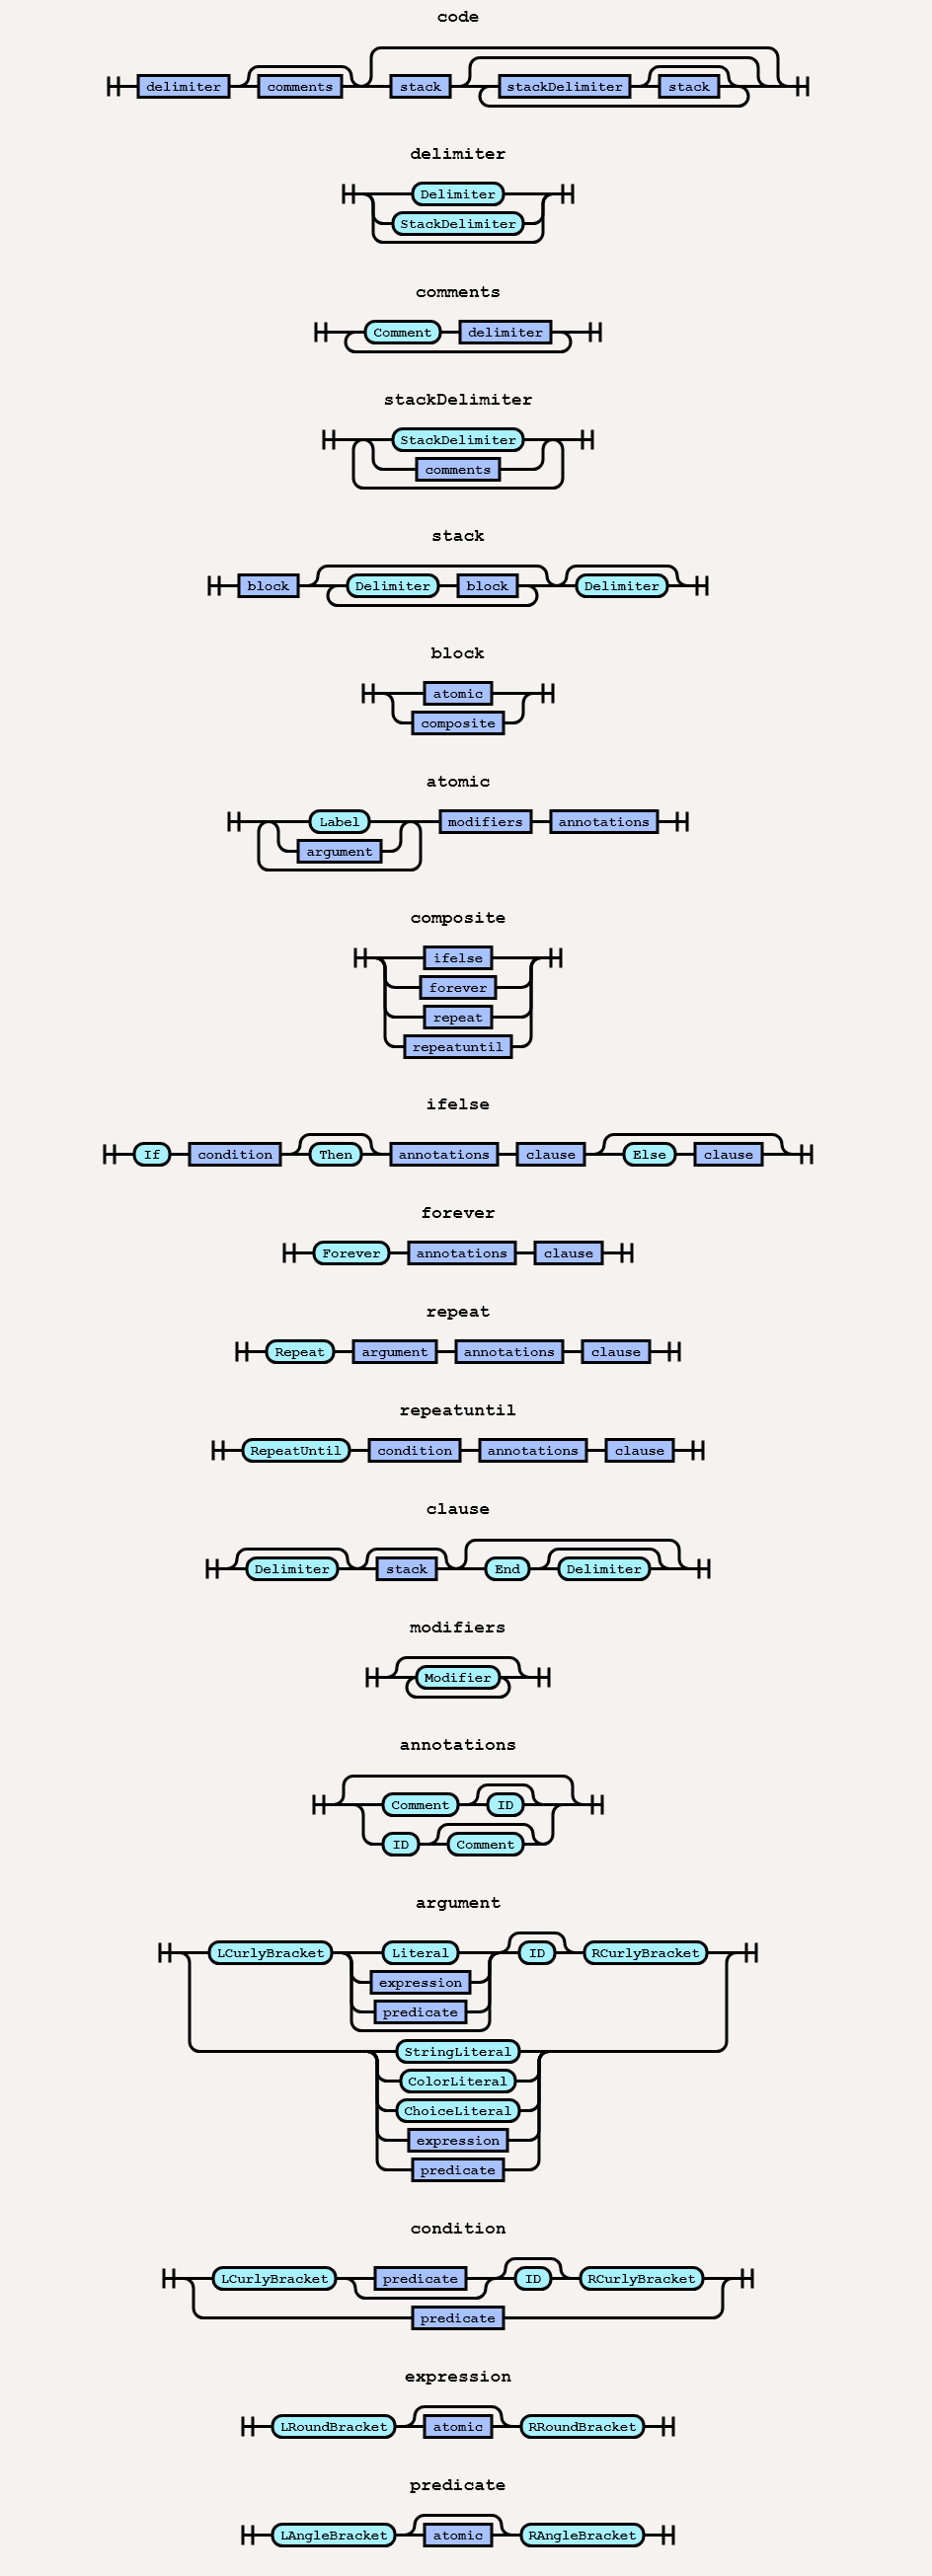 code
delimiter comments stack stackDelimiter stack
delimiter
Delimiter
StackDelimiter
comments
Comment delimiter
stackDelimiter
StackDelimiter
comments
stack
block Delimiter block Delimiter
block
atomic
composite
atomic
Label modifiers annotations
argument
composite
ifelse
forever
repeat
repeatuntil
ifelse
If condition Then annotations clause Else clause
forever
Forever annotations clause
repeat
Repeat argument annotations clause
repeatuntil
RepeatUntil condition annotations clause
clause
Delimiter stack End Delimiter
modifiers
Modifier
annotations
Comment ID
ID Comment
argument
LCurlyBracket Literal ID RCurlyBracket
expression
predicate
StringLiteral
ColorLiteral
ChoiceLiteral
expression
predicate
condition
LCurlyBracket predicate ID RCurlyBracket
predicate
expression
LRoundBracket atomic RRoundBracket
predicate
LAngleBracket atomic RAngleBracket